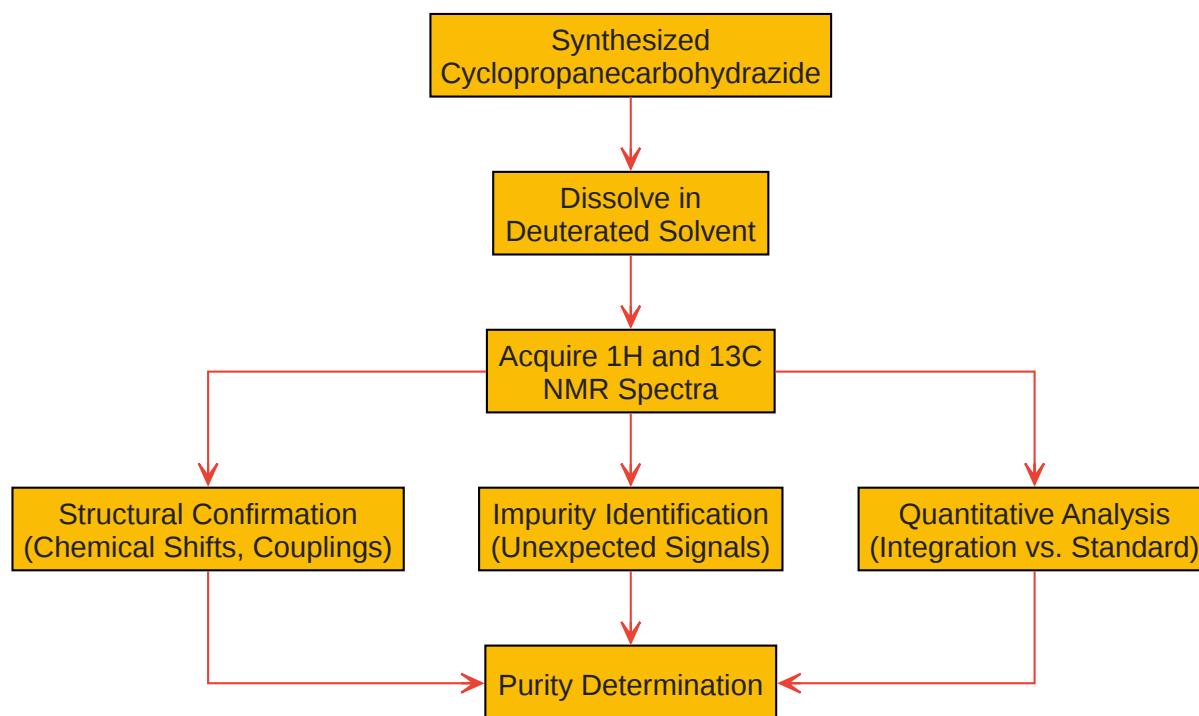 Synthesized
Cyclopropanecarbohydrazide
Dissolve in
Deuterated Solvent
Acquire 1H and 13C
NMR Spectra
Structural Confirmation
(Chemical Shifts, Couplings)
Impurity Identification
(Unexpected Signals)
Quantitative Analysis
(Integration vs. Standard)
Purity Determination